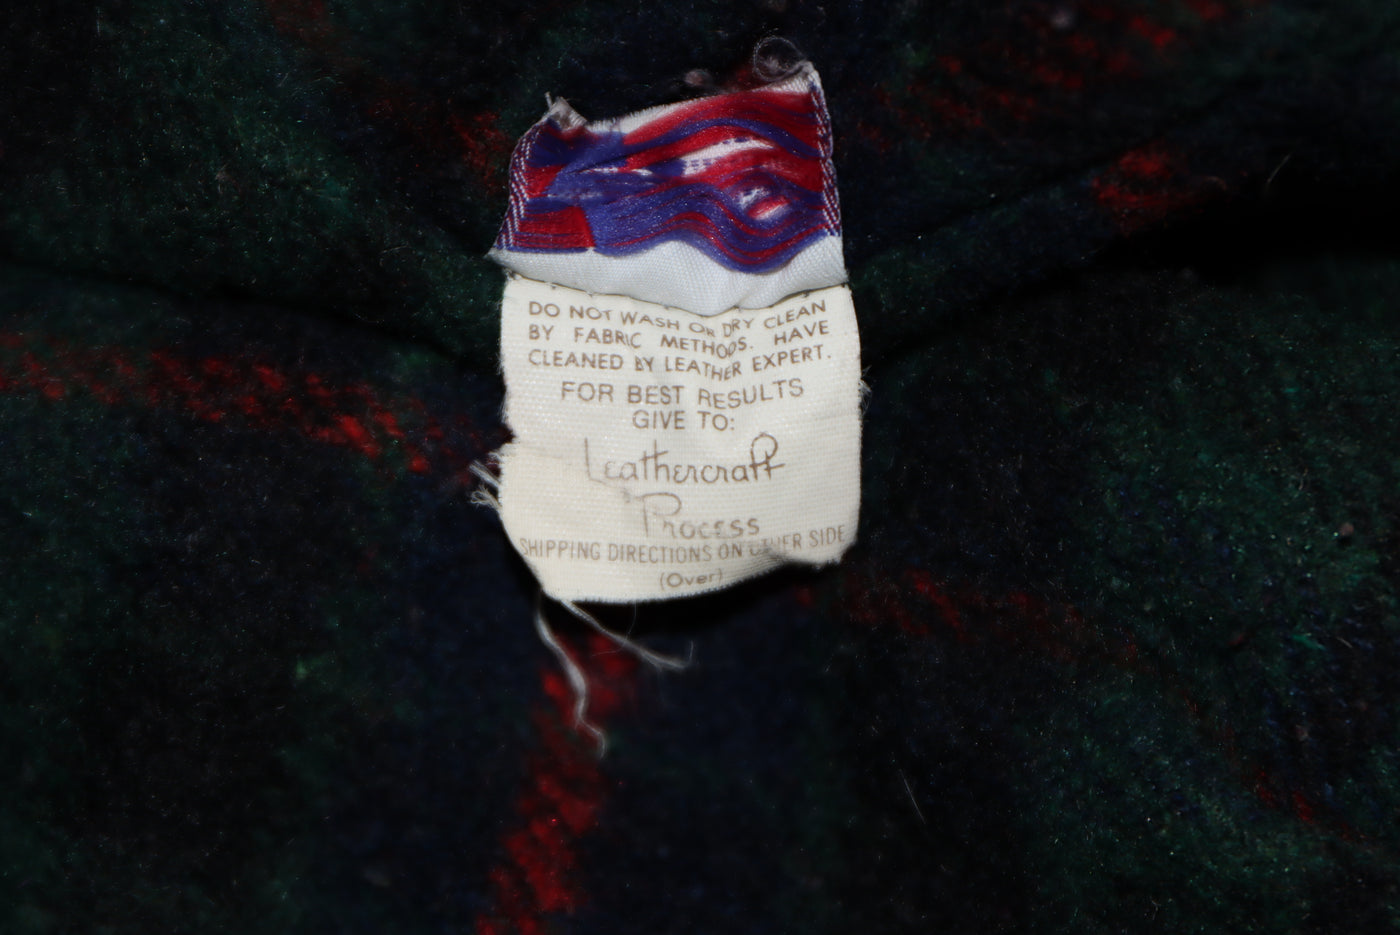 DO NOT WASH OR DRY CLEAN
BY FABRIC METHODS. HAVE
CLEANED BY LEATHER EXPERT.
FOR BEST RESULTS
GIVE TO:
Leathercraft
Process
SHIPPING DIRECTIONS ON OTHER SIDE
(Over)